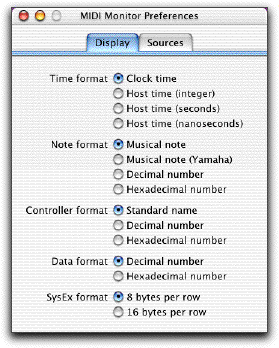 MIDI Monitor Preferences
Display Sources
Time format Clock time
Host time (integer)
Host time (seconds)
Host time (nanoseconds)
Note format Musical note
Musical note (Yamaha)
Decimal number
Hexadecimal number
Controller format Standard name
Decimal number
Hexadecimal number
Data format Decimal number
Hexadecimal number
SysEx format 8 bytes per row
16 bytes per row